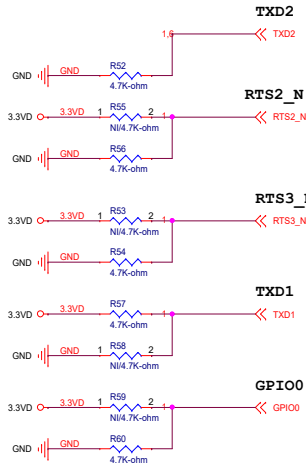 TXD2
1,6
TXD2
R52
GND
GND
4.7K-ohm
RTS2_N
R55
3.3VD
3.3VD
1
2
1
RTS2_N
NI/4.7K-ohm
R56
GND
GND
4.7K-ohm
RTS3_
R53
3.3VD
3.3VD
1
2
1
RTS3_N
NI/4.7K-ohm
R54
GND
GND
4.7K-ohm
TXD1
R57
3.3VD
3.3VD
1
1
TXD1
4.7K-ohm
R58
GND
GND
1
2
NI/4.7K-ohm
GPIO0
R59
3.3VD
3.3VD
1
2
1
GPIO0
NI/4.7K-ohm
R60
GND
GND
4.7K-ohm